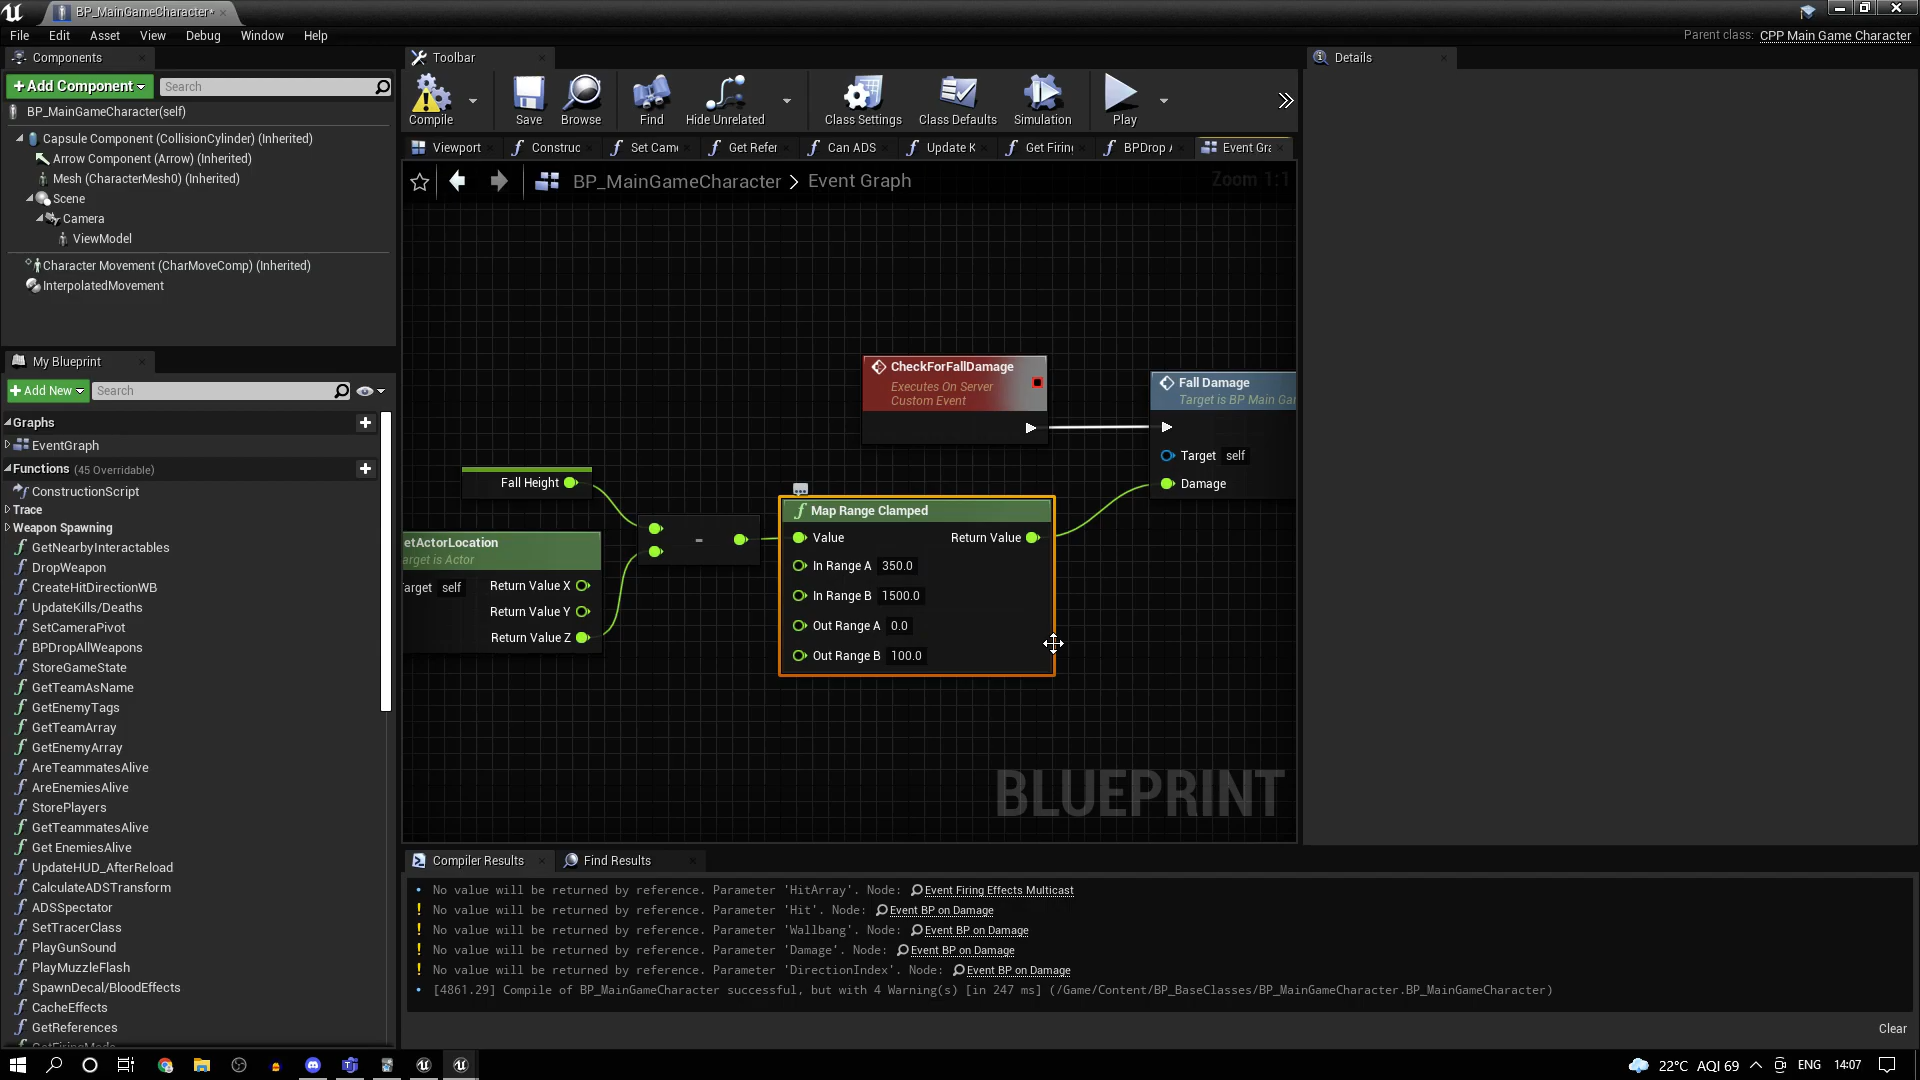 BP_MainGameCharacter*
File Edit Asset View Debug Window Help
Parent class: CPP Main Game Character
Components
Add Component
Search
BP_MainGameCharacter(self)
Capsule Component (CollisionCylinder) (Inherited)
Arrow Component (Arrow) (Inherited)
Mesh (CharacterMesh0) (Inherited)
Scene
Camera
ViewModel
Character Movement (CharMoveComp) (Inherited)
InterpolatedMovement
My Blueprint
Add New
Search
Graphs
EventGraph
Functions (45 Overridable)
ConstructionScript
Trace
Weapon Spawning
GetNearbyInteractables
DropWeapon
CreateHitDirectionWB
UpdateKills/Deaths
SetCameraPivot
BPDropAllWeapons
StoreGameState
GetTeamAsName
GetEnemyTags
GetTeamArray
GetEnemyArray
AreTeammatesAlive
AreEnemiesAlive
StorePlayers
GetTeammatesAlive
Get EnemiesAlive
UpdateHUD_AfterReload
CalculateADSTransform
ADSSpectator
SetTracerClass
PlayGunSound
PlayMuzzleFlash
SpawnDecal/BloodEffects
CacheEffects
GetReferences
Toolbar
Compile Save Browse Find Hide Unrelated Class Settings Class Defaults Simulation Play
Viewport Construc Set Cam Get Refer Can ADS Update K Get Firin BPDrop Event Gra
BP_MainGameCharacter > Event Graph
Zoom 1:1
CheckForFallDamage
Executes On Server
Custom Event
Fall Damage
Target is BP Main Gar
Target self
Damage
Fall Height
etActorLocation
arget is Actor
arget self
Return Value X
Return Value Y
Return Value Z
-
Map Range Clamped
Value Return Value
In Range A 350.0
In Range B 1500.0
Out Range A 0.0
Out Range B 100.0
BLUEPRINT
Details
Compiler Results Find Results
No value will be returned by reference. Parameter 'HitArray'. Node: Event Firing Effects Multicast
No value will be returned by reference. Parameter 'Hit'. Node: Event BP on Damage
No value will be returned by reference. Parameter 'Wallbang'. Node: Event BP on Damage
No value will be returned by reference. Parameter 'Damage'. Node: Event BP on Damage
No value will be returned by reference. Parameter 'DirectionIndex'. Node: Event BP on Damage
[4861.29] Compile of BP_MainGameCharacter successful, but with 4 Warning(s) [in 247 ms] (/Game/Content/BP_BaseClasses/BP_MainGameCharacter.BP_MainGameCharacter)
Clear
22°C AQI 69 ENG 14:07